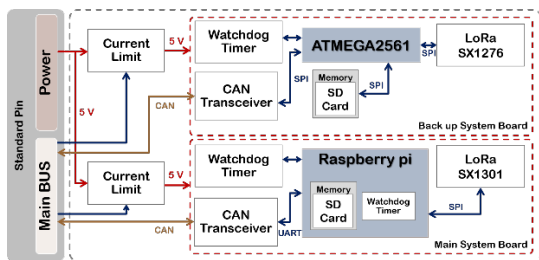 Standard Pin
Power
Main BUS
5 V
Current
Limit
5 V
CAN
Watchdog
Timer
CAN
Transceiver
SPI
ATMEGA2561
Memory
SD
Card
SPI
SPI
LoRa
SX1276
Back up System Board
Current
Limit
5 V
CAN
Watchdog
Timer
CAN
Transceiver
UART
Raspberry pi
Memory
SD
Card
Watchdog
Timer
SPI
LoRa
SX1301
Main System Board